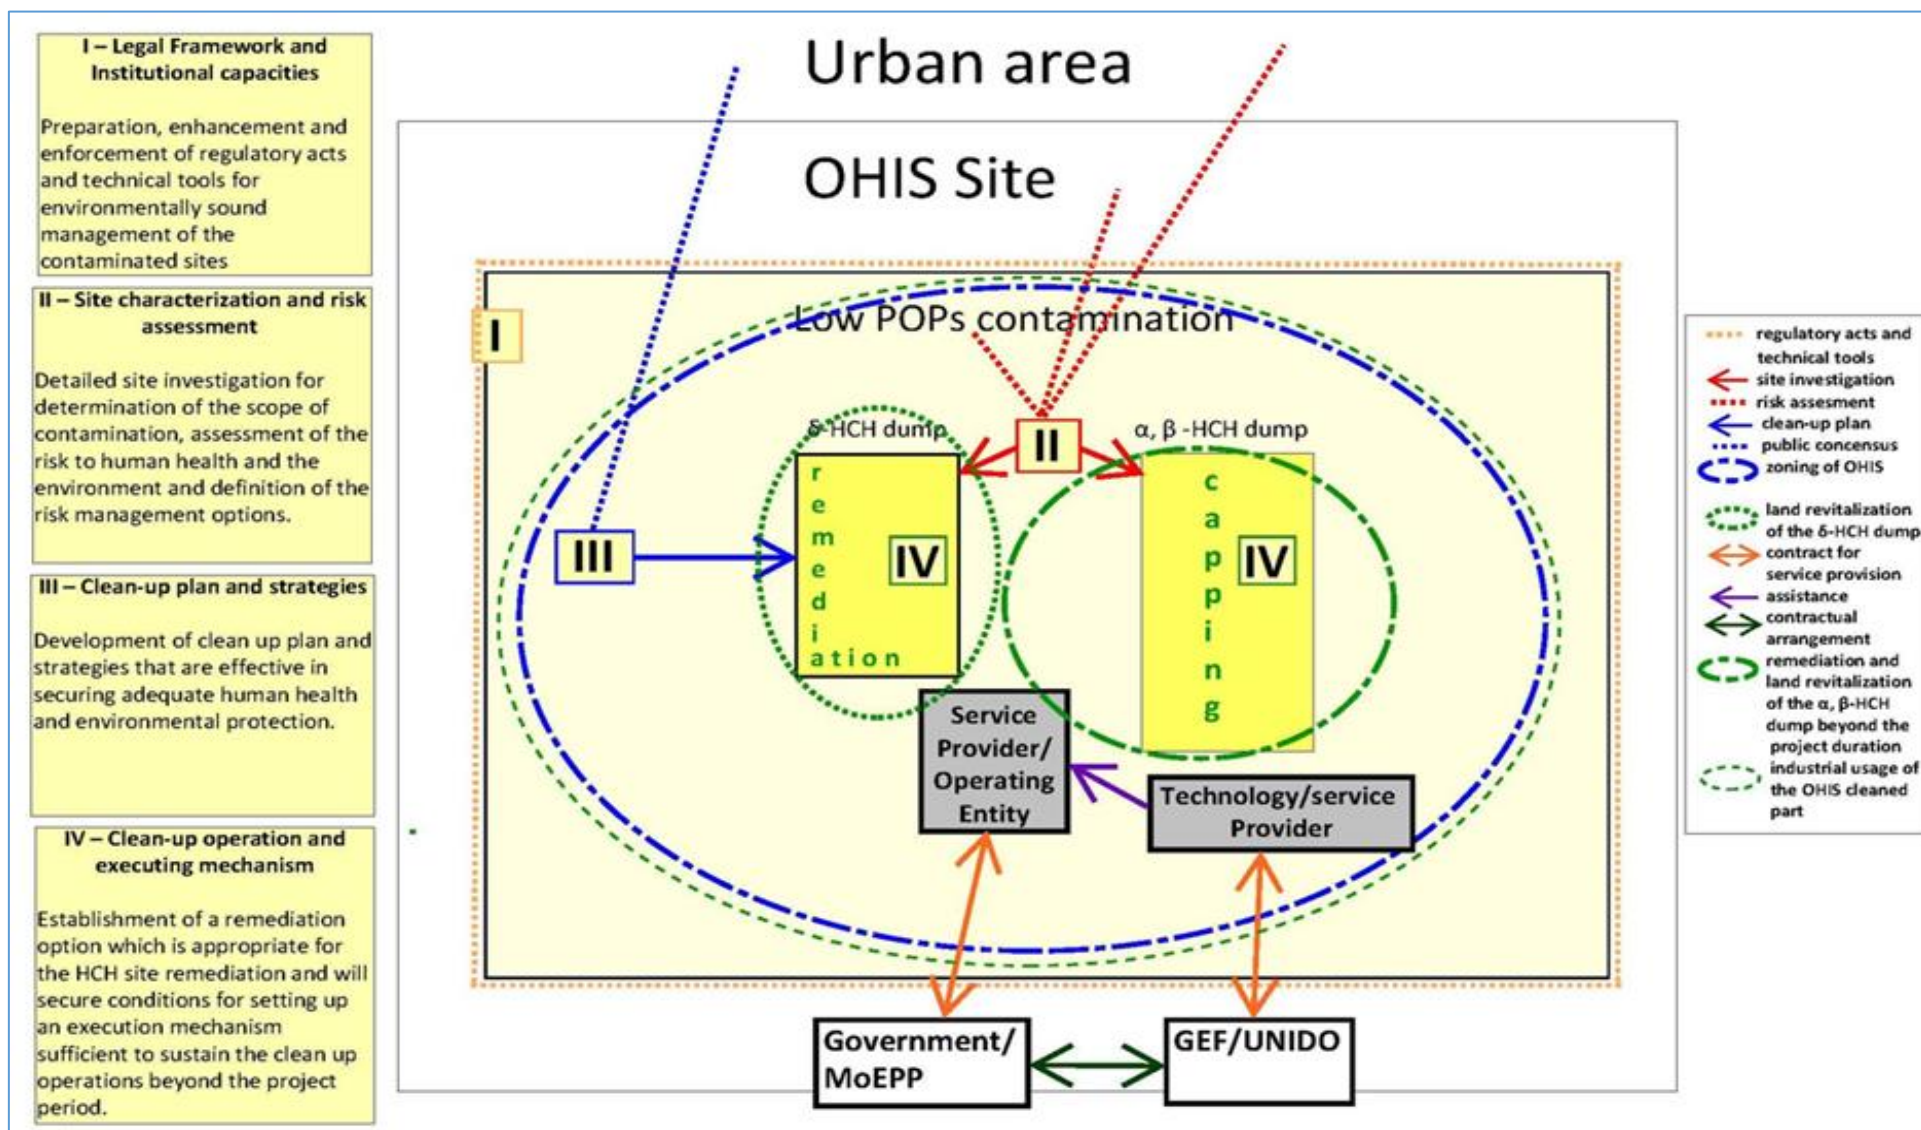 I – Legal Framework and
Institutional capacities
Preparation, enhancement and
enforcement of regulatory acts
and technical tools for
environmentally sound
management of the
contaminated sites
II – Site characterization and risk
assessment
Detailed site investigation for
determination of the scope of
contamination, assessment of the
risk to human health and the
environment and definition of the
risk management options.
III – Clean-up plan and strategies
Development of clean up plan and
strategies that are effective in
securing adequate human health
and environmental protection.
IV – Clean-up operation and
executing mechanism
Establishment of a remediation
option which is appropriate for
the HCH site remediation and will
secure conditions for setting up
an execution mechanism
sufficient to sustain the clean up
operations beyond the project
period.
Urban area
OHIS Site
Low POPs contamination
I
II
δ-HCH dump
α, β -HCH dump
III
remediation
IV
capping
IV
Service
Provider/
Operating
Entity
Technology/service
Provider
Government/
MoEPP
GEF/UNIDO
regulatory acts and
technical tools
site investigation
risk assesment
clean-up plan
public concensus
zoning of OHIS
land revitalization
of the δ-HCH dump
contract for
service provision
assistance
contractual
arrangement
remediation and
land revitalization
of the α, β-HCH
dump beyond the
project duration
industrial usage of
the OHIS cleaned
part